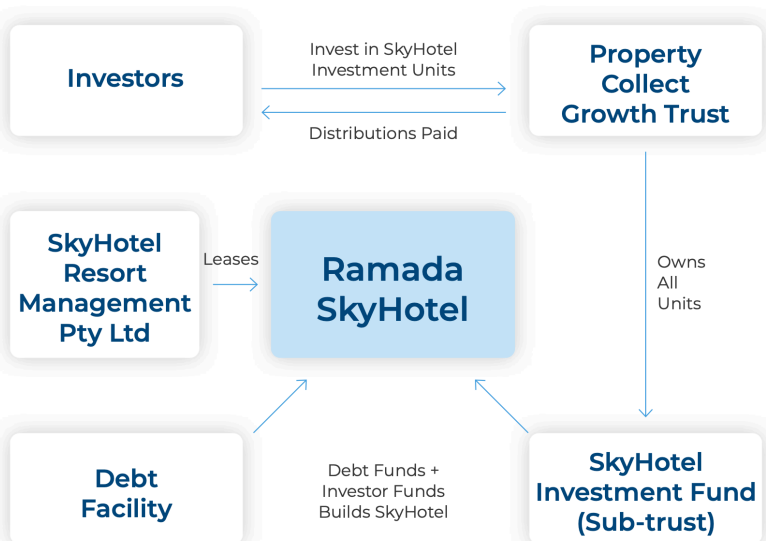 Investors
Invest in SkyHotel
Investment Units
Distributions Paid
Property
Collect
Growth Trust
SkyHotel
Resort
Management
Pty Ltd
Leases
Ramada
SkyHotel
Owns
All
Units
Debt
Facility
Debt Funds +
Investor Funds
Builds SkyHotel
SkyHotel
Investment Fund
(Sub-trust)